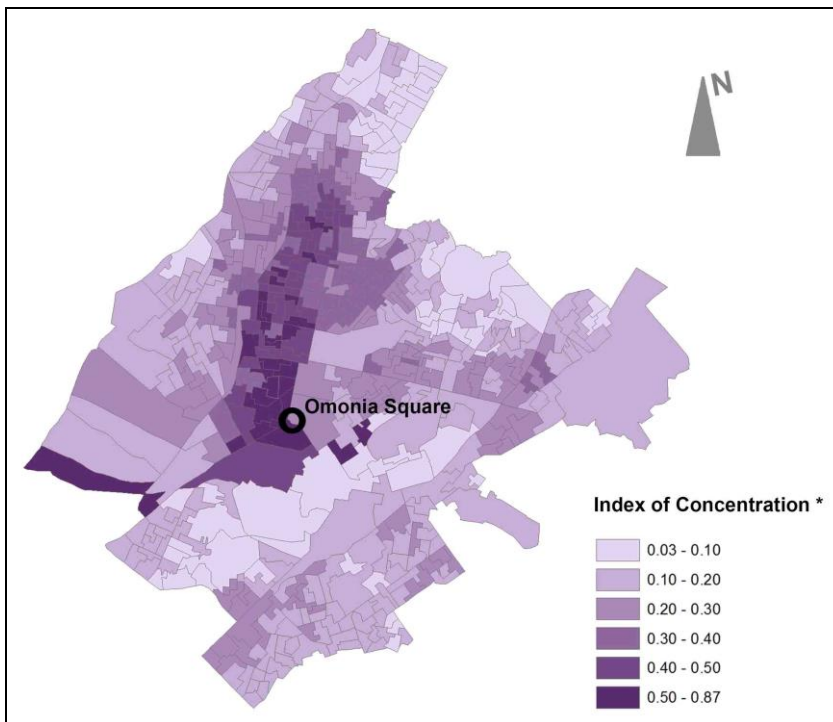 N
Omonia Square
Index of Concentration *
0.03 - 0.10
0.10 - 0.20
0.20 - 0.30
0.30 - 0.40
0.40 - 0.50
0.50 - 0.87